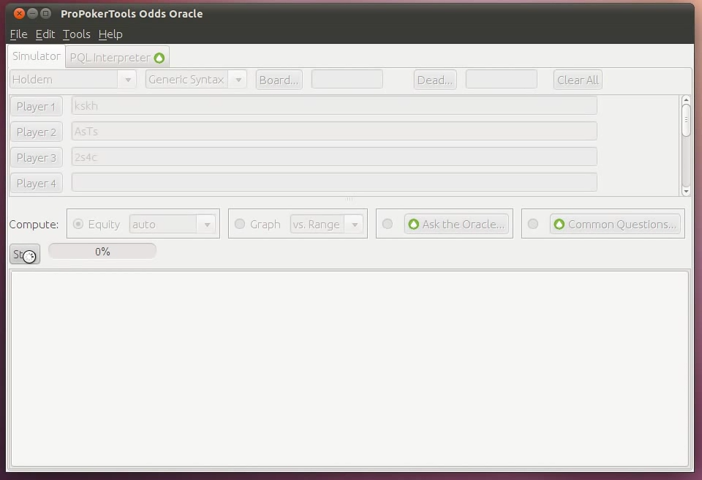 ProPokerTools Odds Oracle
File Edit Tools Help
Simulator PQL Interpreter
Holdem Generic Syntax Board... Dead... Clear All
Player 1 kskh
Player 2 AsTs
Player 3 2s4c
Player 4
Compute: Equity auto Graph vs. Range Ask the Oracle... Common Questions...
0%